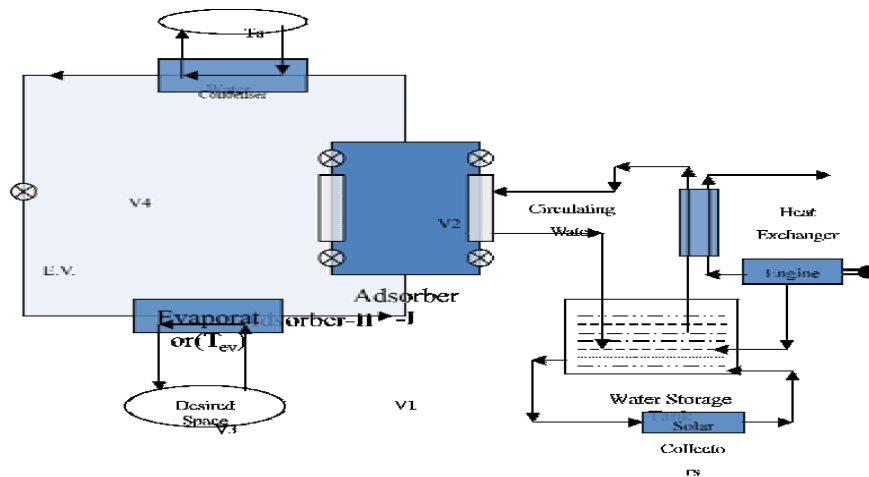 Ta
Water
Condenser
V4
V2
Circulating
Water
Heat
Exchanger
E.V.
Engine
Adsorber
-I
Adsorber-II
Evaporat
or(Tev)
Desired
Space
V3
V1
Water Storage
Tank
Solar
Collecto
rs